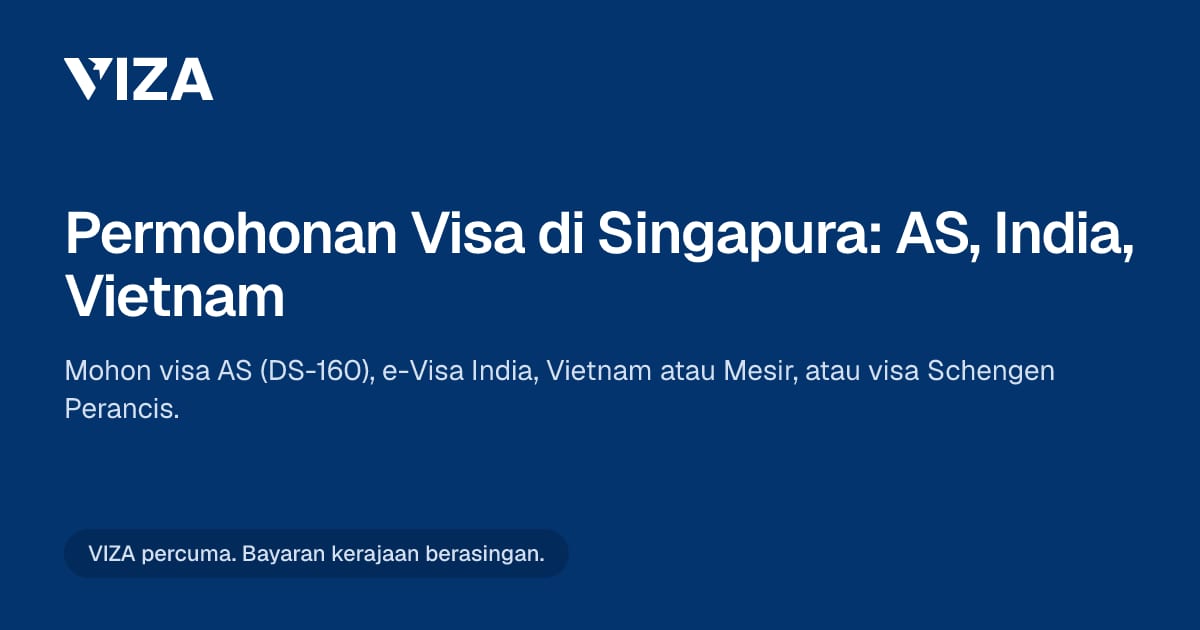 VIZA
Permohonan Visa di Singapura: AS, India,
Vietnam
Mohon visa AS (DS-160), e-Visa India, Vietnam atau Mesir, atau visa Schengen
Perancis.
VIZA percuma. Bayaran kerajaan berasingan.